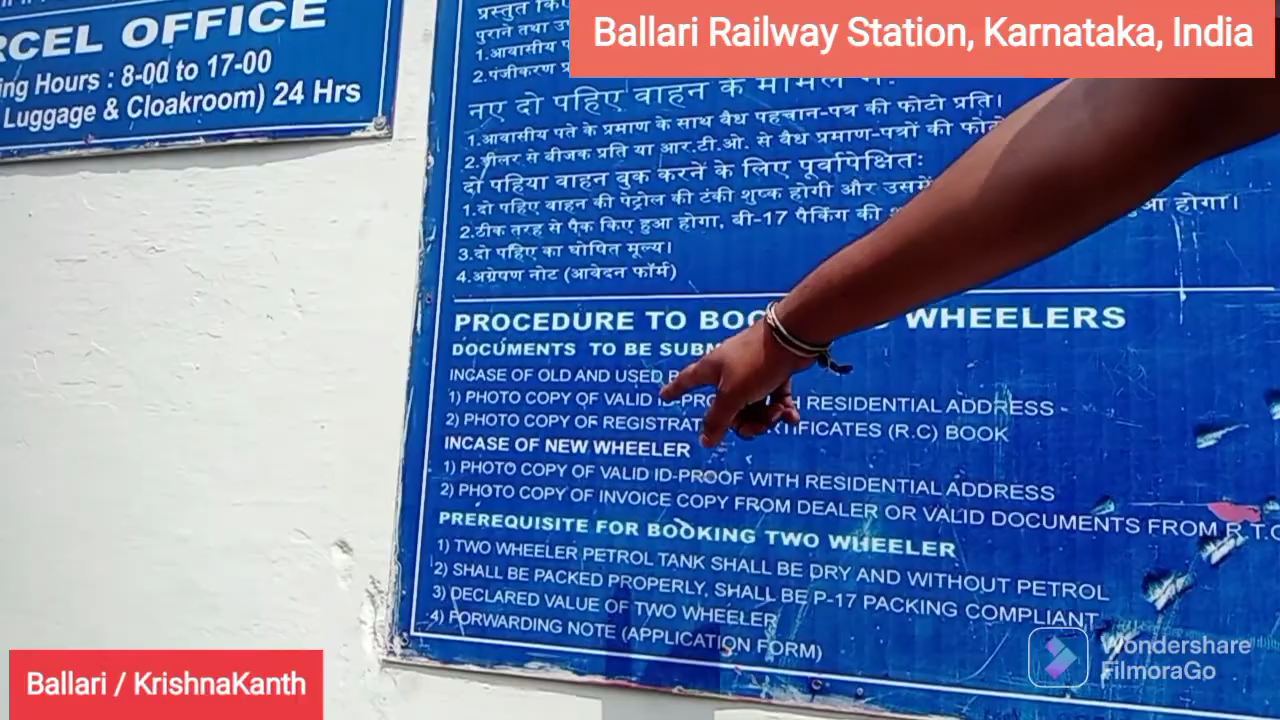 RCEL OFFICE
ing Hours : 8-00 to 17-00
Luggage & Cloakroom) 24 Hrs
Ballari Railway Station, Karnataka, India
प्रस्तुत
पुराने तथा
1.आवासीय
2.पंजीकरण
नए दो पहिए वाहन के मामले
1.आवासीय पते के प्रमाण के साथ वैध पहचान-पत्र की फोटो प्रति।
2.डीलर से बीजक प्रति या आर.टी.ओ. से वैध प्रमाण-पत्रों की
दो पहिया वाहन बुक करनें के लिए पूर्वापेक्षितः
1.दो पहिए वाहन की पेट्रोल की टंकी शुष्क होगी और उसमें
2.ठीक तरह से पैक किए हुआ होगा, बी-17 पैकिंग की हुआ होगा।
3.दो पहिए का घोषित मूल्य।
4.अग्रेषण नोट (आवेदन फॉर्म)
PROCEDURE TO WHEELERS
DOCUMENTS TO BE
INCASE OF OLD AND USED
1) PHOTO COPY OF VALID RESIDENTIAL ADDRESS -
2) PHOTO COPY OF (R.C) BOOK
INCASE OF NEW WHEELER
1) PHOTO COPY OF VALID ID-PROOF WITH RESIDENTIAL ADDRESS
2) PHOTO COPY OF INVOICE COPY FROM DEALER OR VALID DOCUMENTS FROM R.T.O
PREREQUISITE FOR BOOKING TWO WHEELER
1) TWO WHEELER PETROL TANK SHALL BE DRY AND WITHOUT PETROL
2) SHALL BE PACKED PROPERLY, SHALL BE P-17 PACKING COMPLIANT
3) DECLARED VALUE OF TWO WHEELER
4) FORWARDING NOTE (APPLICATION FORM)
Wondershare
FilmoraGo
Ballari / KrishnaKanth